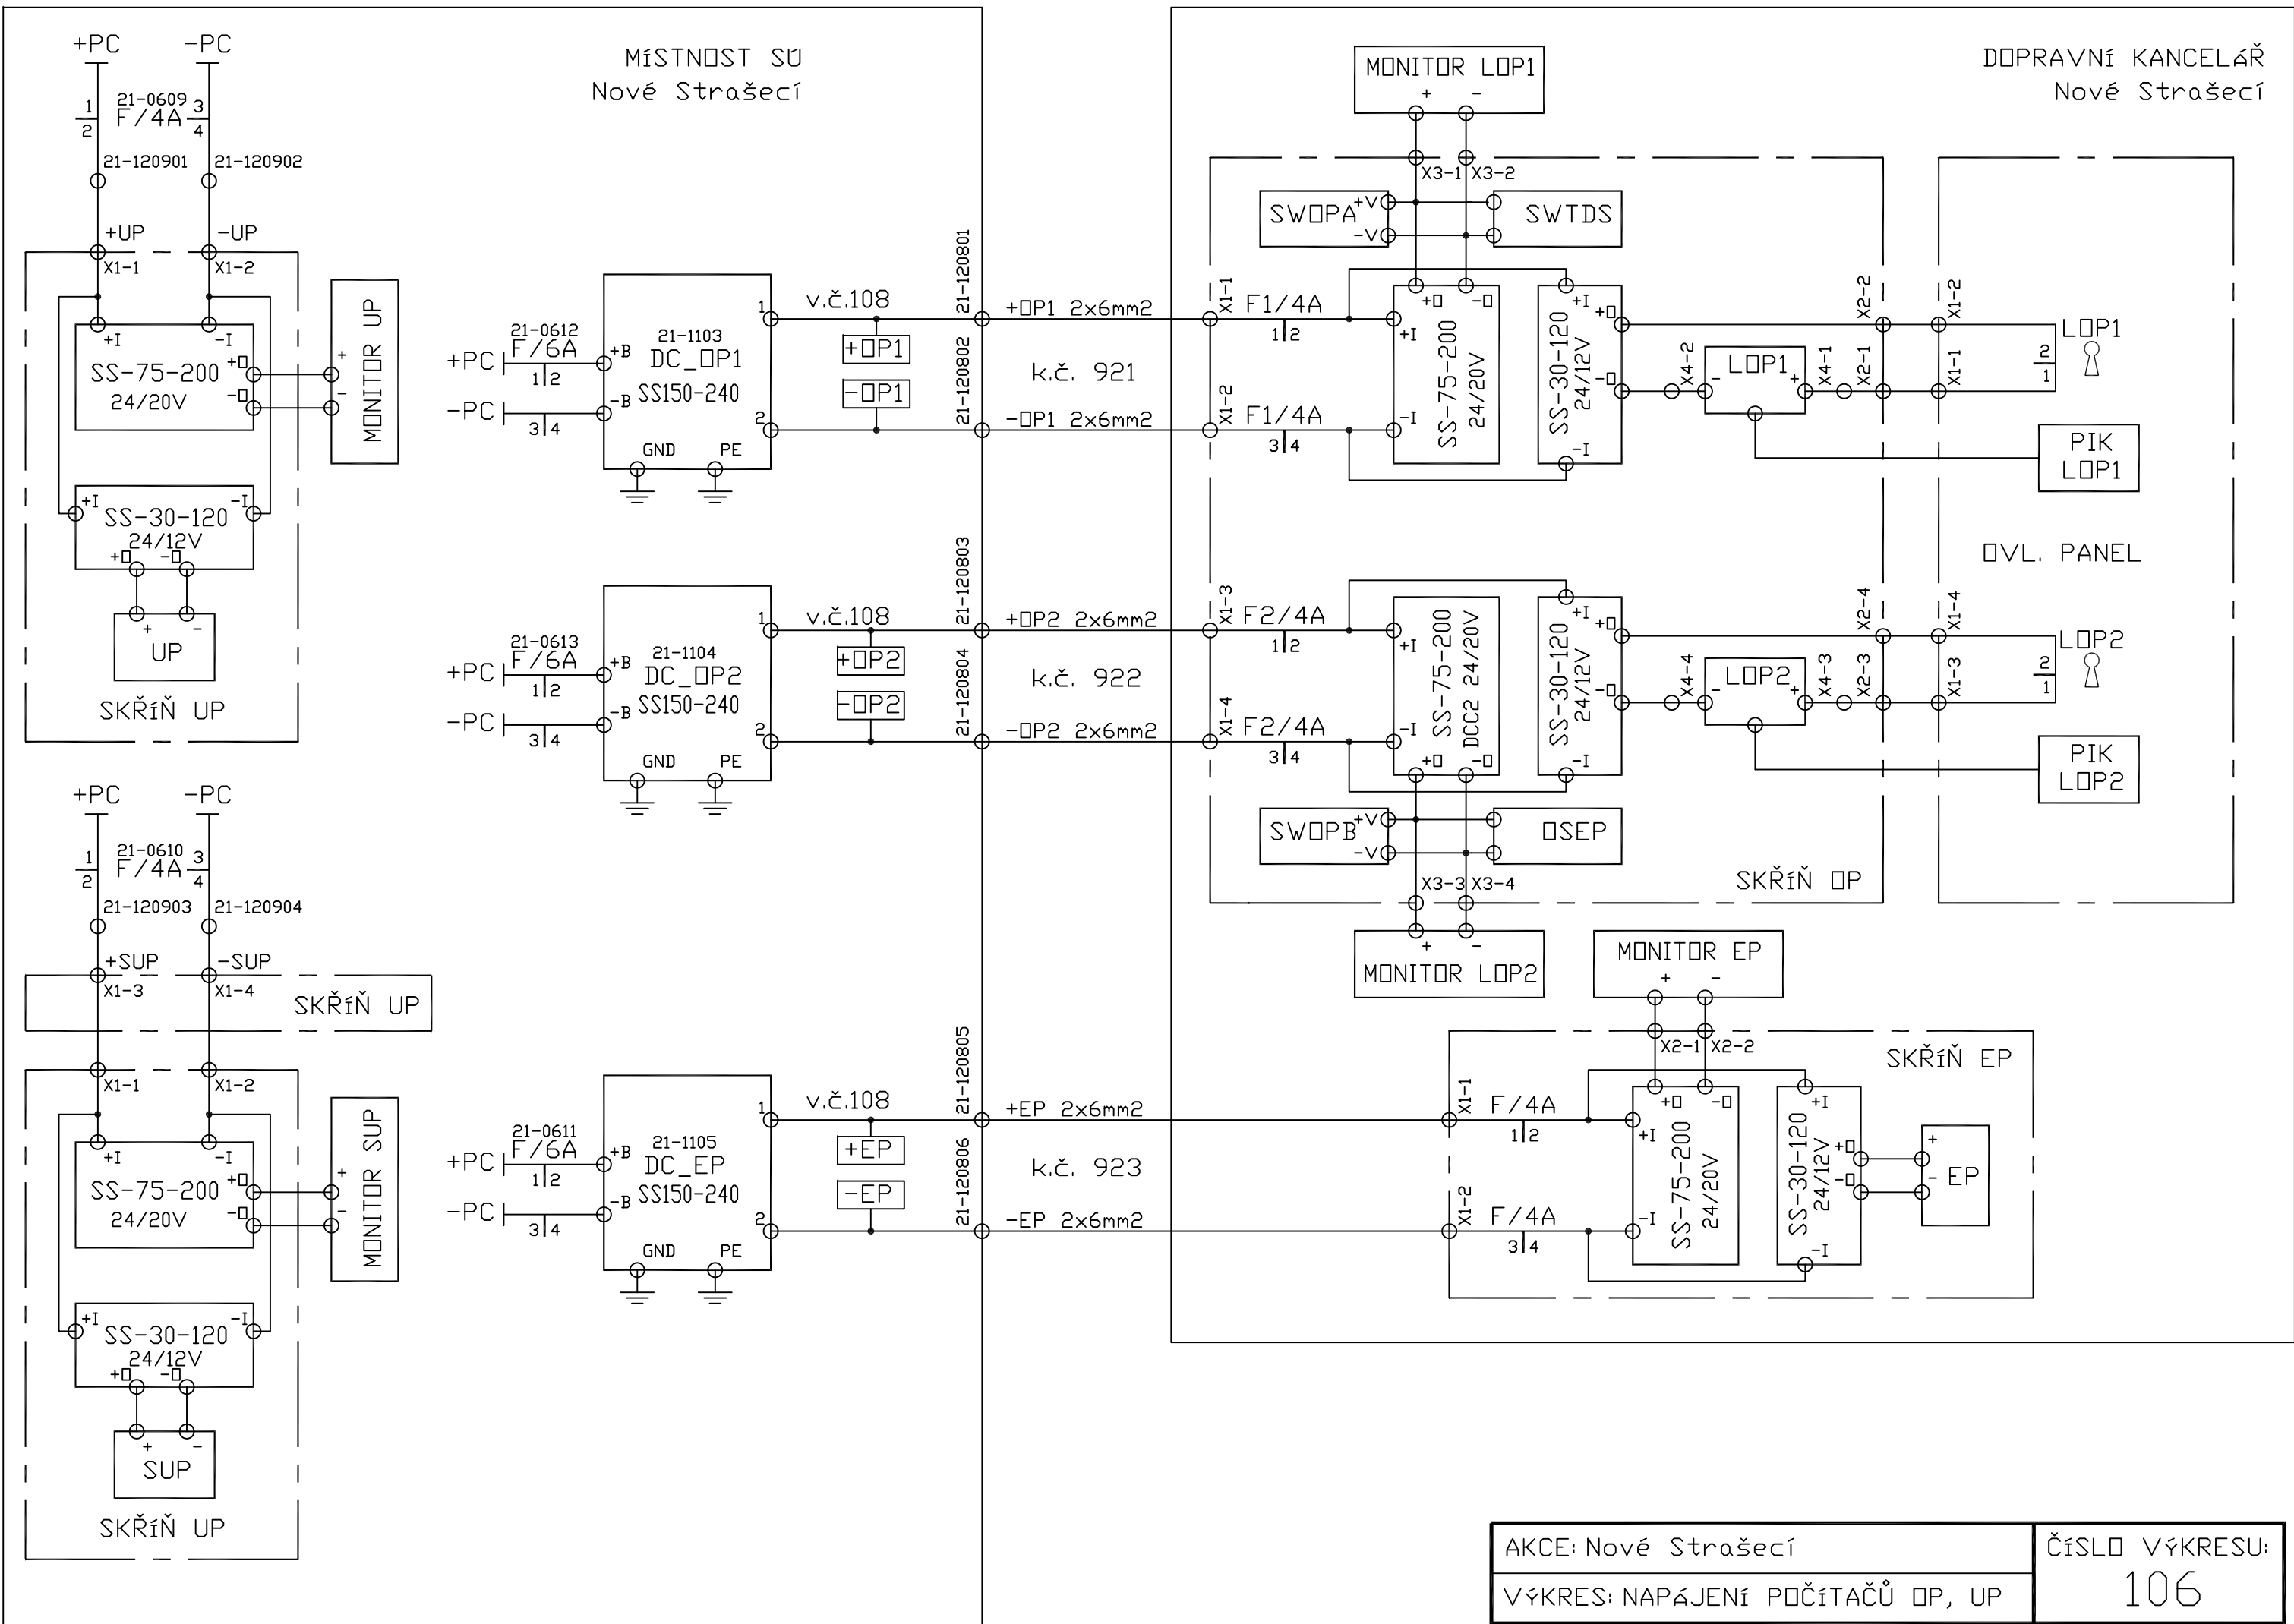 MÍSTNOST SÚ
Nové Strašecí
+PC -PC
21-0609
F/4A
1
2
3
4
21-120901
21-120902
+UP -UP
X1-1 X1-2
+I -I
SS-75-200
24/20V
+O
-O
+
-
MONITOR UP
+I -I
SS-30-120
24/12V
+O -O
+ -
UP
SKŘÍŇ UP
+PC -PC
21-0610
F/4A
1
2
3
4
21-120903
21-120904
+SUP -SUP
X1-3 X1-4
SKŘÍŇ UP
X1-1 X1-2
+I -I
SS-75-200
24/20V
+O
-O
+
-
MONITOR SUP
+I -I
SS-30-120
24/12V
+O -O
+ -
SUP
SKŘÍŇ UP
21-0612
F/6A
+PC
1 2
-PC
3 4
+B
-B
21-1103
DC_OP1
SS150-240
GND PE
1
2
v.č.108
+OP1
-OP1
21-120801
21-120802
+OP1 2x6mm2
k.č. 921
-OP1 2x6mm2
21-0613
F/6A
+PC
1 2
-PC
3 4
+B
-B
21-1104
DC_OP2
SS150-240
GND PE
1
2
v.č.108
+OP2
-OP2
21-120803
21-120804
+OP2 2x6mm2
k.č. 922
-OP2 2x6mm2
21-0611
F/6A
+PC
1 2
-PC
3 4
+B
-B
21-1105
DC_EP
SS150-240
GND PE
1
2
v.č.108
+EP
-EP
21-120805
21-120806
+EP 2x6mm2
k.č. 923
-EP 2x6mm2
DOPRAVNÍ KANCELÁŘ
Nové Strašecí
MONITOR LOP1
+ -
X3-1 X3-2
SWOPA
+V
-V
SWTDS
X1-1
F1/4A
1 2
X1-2
F1/4A
3 4
+O -O
+I
-I
SS-75-200
24/20V
+I
+O
-O
-I
SS-30-120
24/12V
X4-2
-
LOP1
+
X4-1
X2-1
X2-2
X1-2
X1-1
LOP1
2
1
PIK
LOP1
OVL. PANEL
X1-3
F2/4A
1 2
X1-4
F2/4A
3 4
+I
-I
+O -O
SS-75-200
DCC2 24/20V
+I
+O
-O
-I
SS-30-120
24/12V
X4-4
-
LOP2
+
X4-3
X2-3
X2-4
X1-4
X1-3
LOP2
2
1
PIK
LOP2
SWOPB
+V
-V
OSEP
X3-3 X3-4
SKŘÍŇ OP
+ -
MONITOR LOP2
MONITOR EP
+ -
X2-1 X2-2
SKŘÍŇ EP
X1-1
F/4A
1 2
X1-2
F/4A
3 4
+O -O
+I
-I
SS-75-200
24/20V
+I
+O
-O
-I
SS-30-120
24/12V
+
-
EP
AKCE: Nové Strašecí
VÝKRES: NAPÁJENÍ POČÍTAČŮ OP, UP
ČÍSLO VÝKRESU:
106